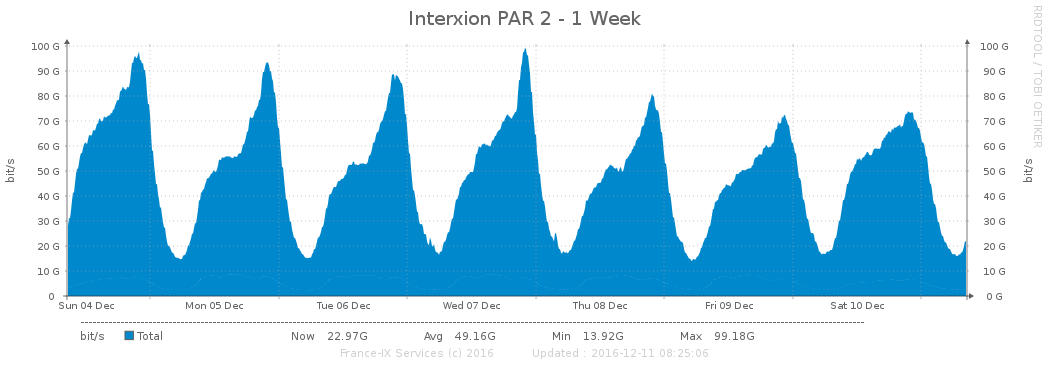 Interxion PAR 2 - 1 Week
RRDTOOL / TOBI OETIKER
100 G 100 G
90 G 90 G
80 G 80 G
70 G 70 G
60 G 60 G
50 G 50 G
40 G 40 G
30 G 30 G
20 G 20 G
10 G 10 G
0 0 G
bit/s bit/s
Sun 04 Dec Mon 05 Dec Tue 06 Dec Wed 07 Dec Thu 08 Dec Fri 09 Dec Sat 10 Dec
bit/s Total Now 22.97G Avg 49.16G Min 13.92G Max 99.18G
France-IX Services (c) 2016 Updated : 2016-12-11 08:25:06